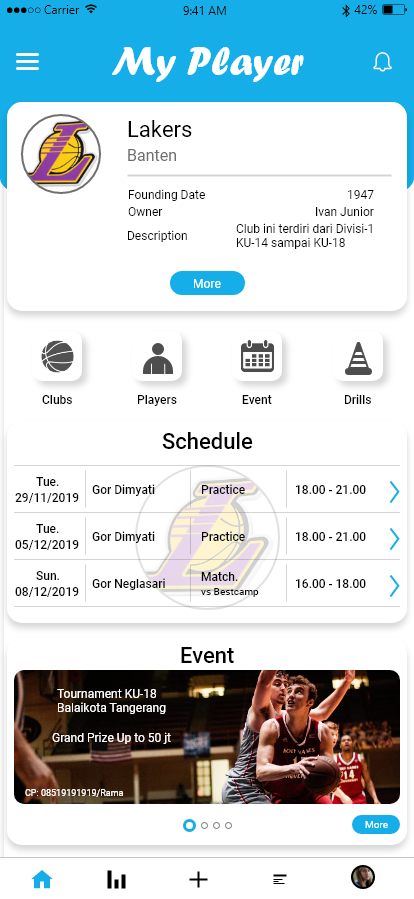 Carrier 9:41 AM 42%
My Player
Lakers
Banten
Founding Date 1947
Owner Ivan Junior
Description Club ini terdiri dari Divisi-1
KU-14 sampai KU-18
More
Clubs Players Event Drills
Schedule
Tue.
29/11/2019 Gor Dimyati Practice 18.00 - 21.00
Tue.
05/12/2019 Gor Dimyati Practice 18.00 - 21.00
Sun.
08/12/2019 Gor Neglasari Match. 16.00 - 18.00
vs Bestcamp
Event
Tournament KU-18
Balaikota Tangerang
Grand Prize Up to 50 jt
CP: 08519191919/Rama
More